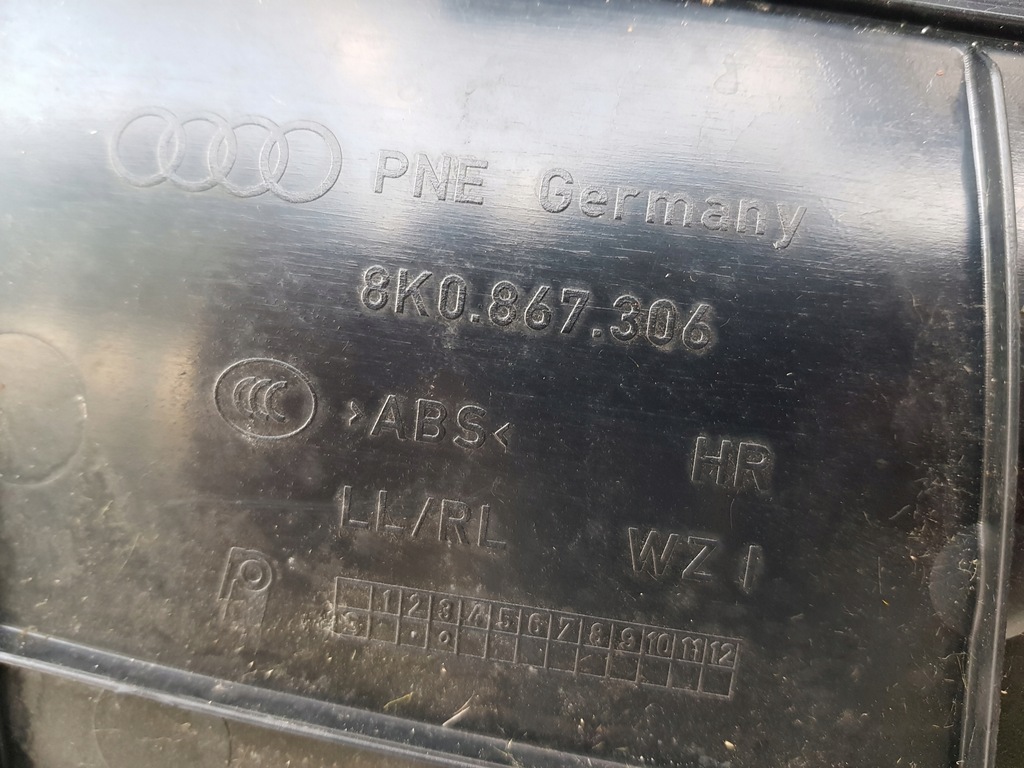 PNE Germany
8K0.867.306
>ABS<
HR
LL/RL
WZ I
1 2 3 4 5 6 7 8 9 10 11 12